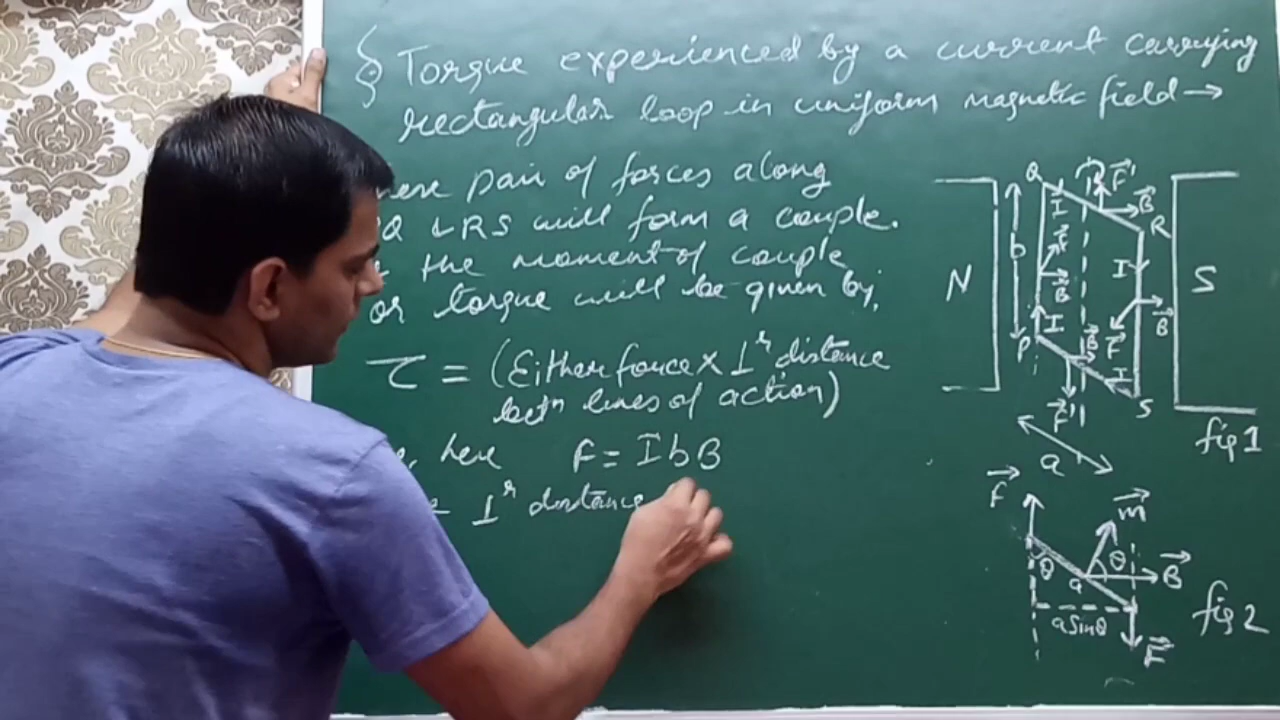 § Torque experienced by a current carrying
rectangular loop in uniform magnetic field →
pair of forces along
Q & RS will form a couple.
the moment of couple
or torque will be given by,
τ = (Either force × ⊥ʳ distance
betⁿ lines of action)
here F = I b B
⊥ʳ distance
Q
I
F⃗'
B⃗
R
b
F⃗
B⃗
I
I
N
S
P
B⃗
F⃗
B⃗
I
S
F⃗'
a
fig 1
F⃗
m⃗
θ
θ
a
B⃗
a sinθ
F⃗
fig 2